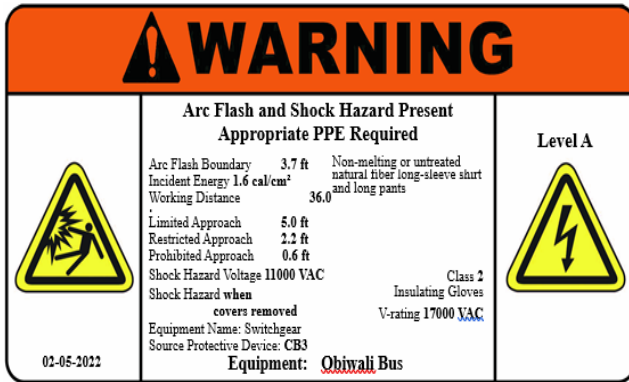 WARNING
Arc Flash and Shock Hazard Present
Appropriate PPE Required
Level A
Arc Flash Boundary 3.7 ft
Incident Energy 1.6 cal/cm²
Working Distance 36.0
Non-melting or untreated
natural fiber long-sleeve shirt
and long pants
Limited Approach 5.0 ft
Restricted Approach 2.2 ft
Prohibited Approach 0.6 ft
Shock Hazard Voltage 11000 VAC
Shock Hazard when
covers removed
Class 2
Insulating Gloves
V-rating 17000 VAC
Equipment Name: Switchgear
Source Protective Device: CB3
02-05-2022
Equipment: Obiwali Bus